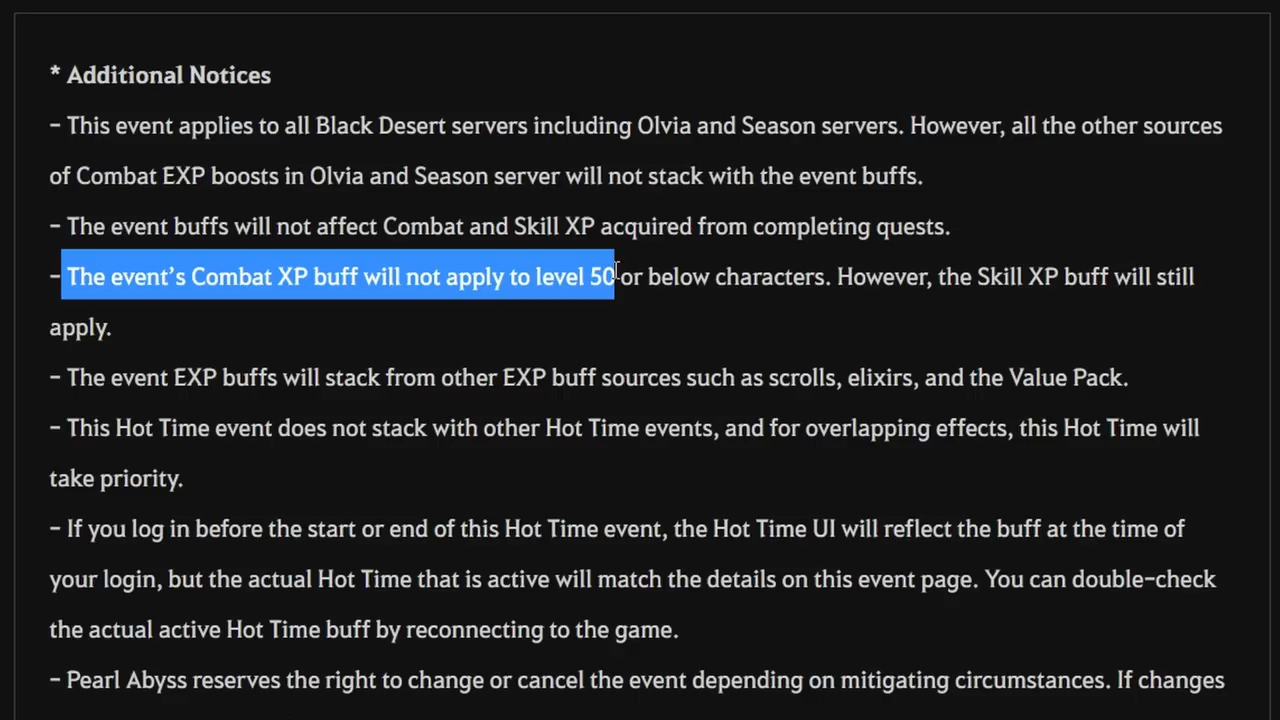 * Additional Notices
– This event applies to all Black Desert servers including Olvia and Season servers. However, all the other sources
of Combat EXP boosts in Olvia and Season server will not stack with the event buffs.
– The event buffs will not affect Combat and Skill XP acquired from completing quests.
– The event’s Combat XP buff will not apply to level 50 or below characters. However, the Skill XP buff will still
apply.
– The event EXP buffs will stack from other EXP buff sources such as scrolls, elixirs, and the Value Pack.
– This Hot Time event does not stack with other Hot Time events, and for overlapping effects, this Hot Time will
take priority.
– If you log in before the start or end of this Hot Time event, the Hot Time UI will reflect the buff at the time of
your login, but the actual Hot Time that is active will match the details on this event page. You can double-check
the actual active Hot Time buff by reconnecting to the game.
– Pearl Abyss reserves the right to change or cancel the event depending on mitigating circumstances. If changes